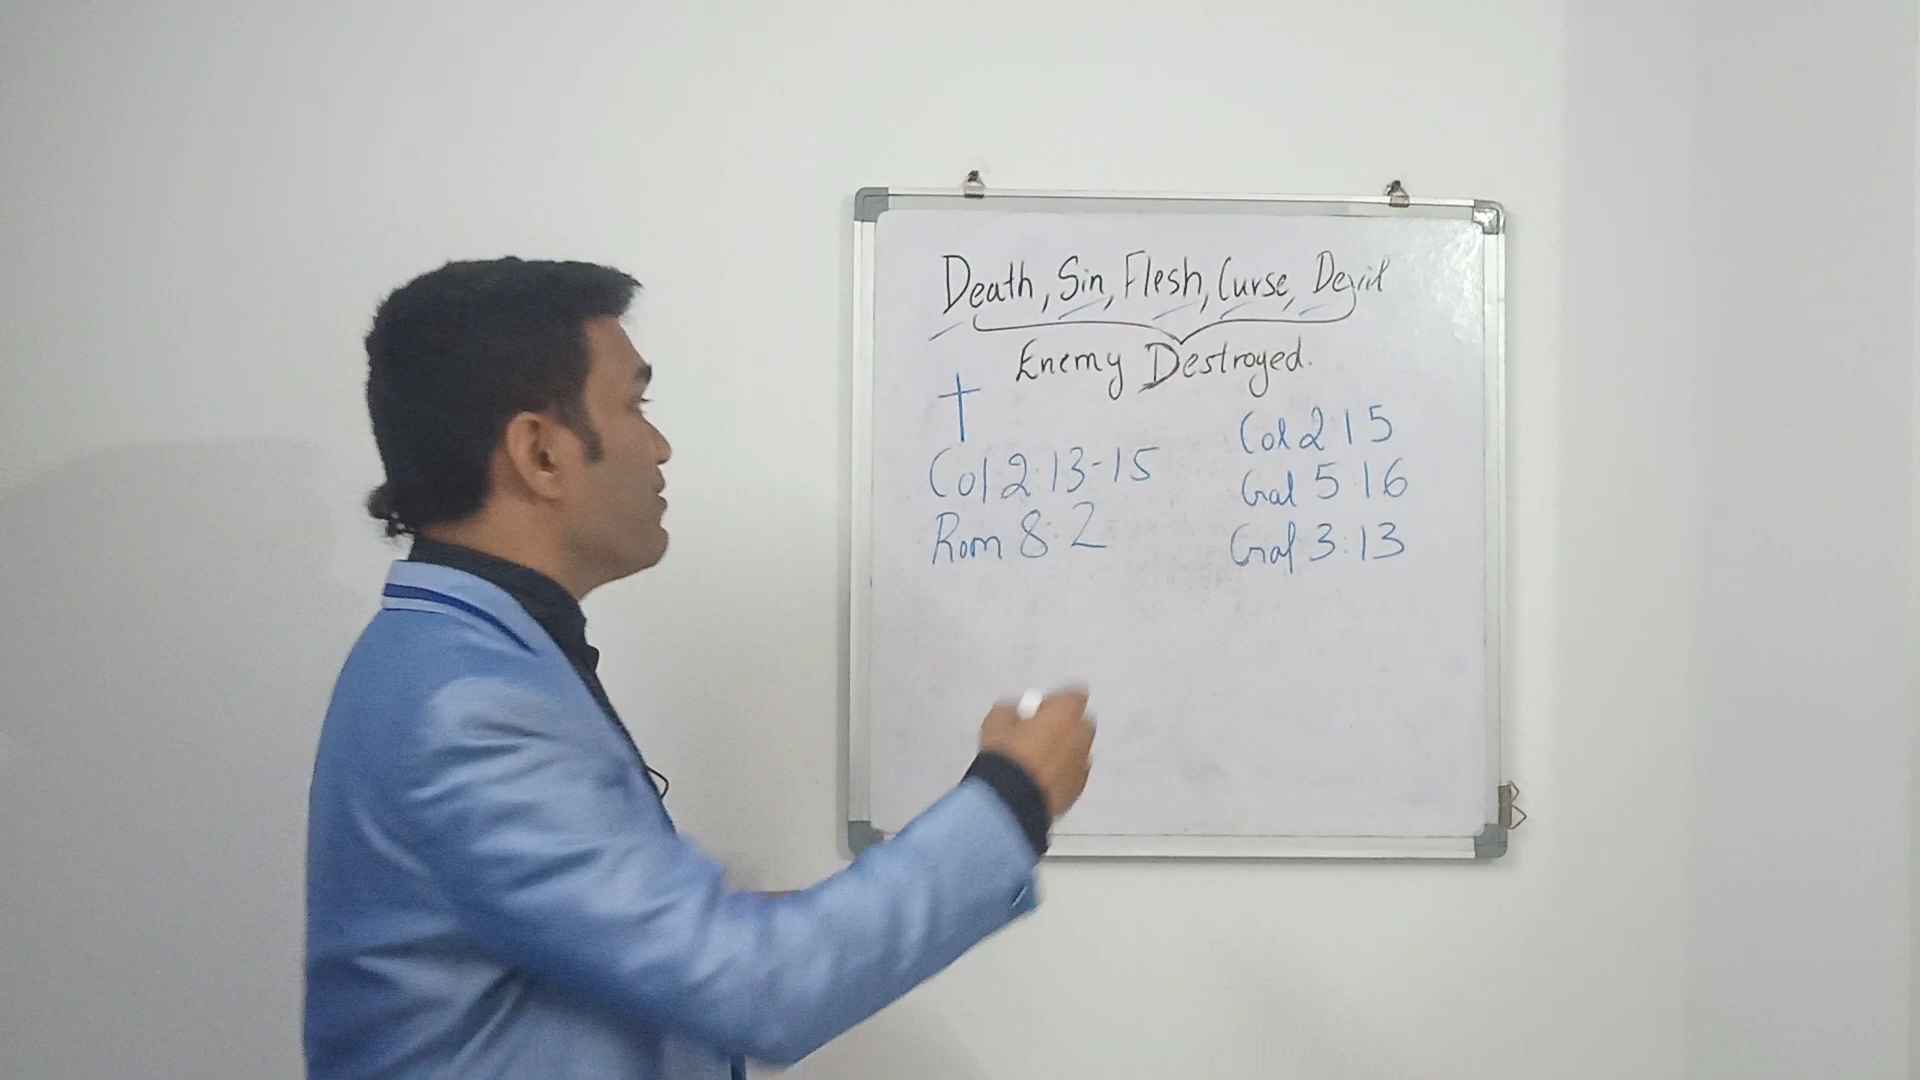 Death, Sin, Flesh, Curse, Devil
Enemy Destroyed.
Col 2:13-15
Rom 8:2
Col 2 15
Gal 5 16
Gal 3:13